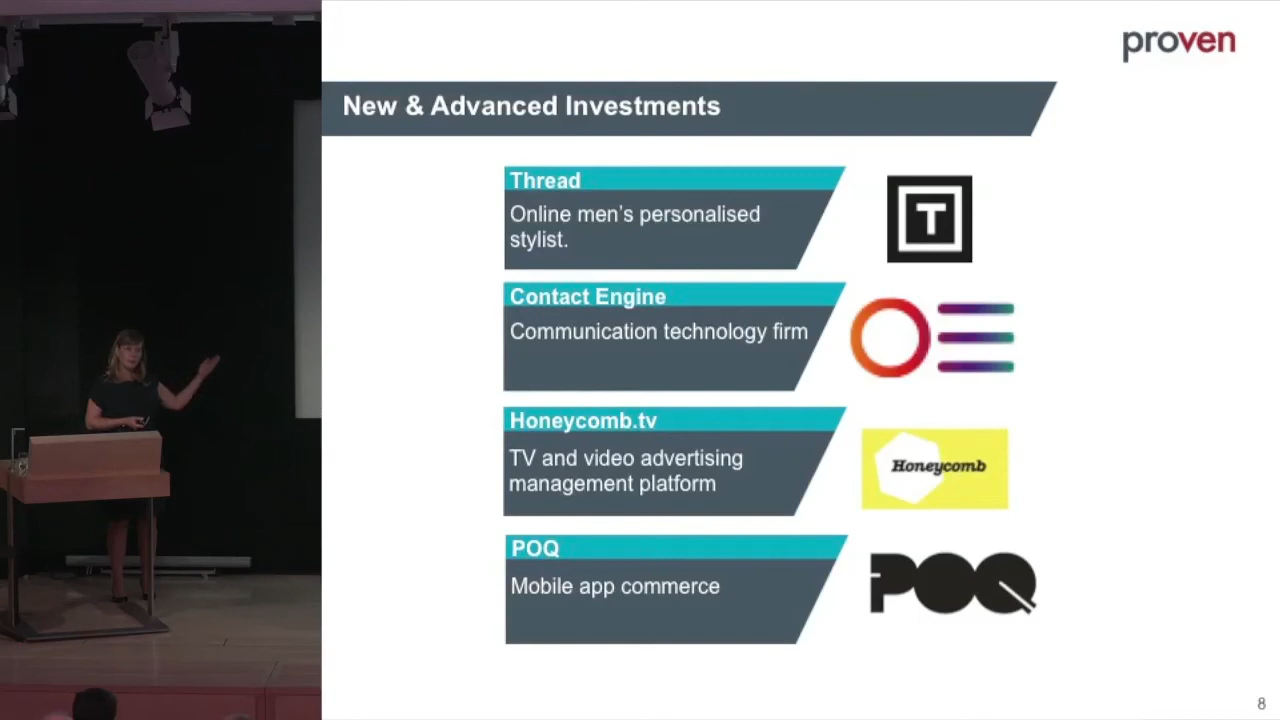 proven
New & Advanced Investments
Thread
Online men's personalised
stylist.
T
Contact Engine
Communication technology firm
Honeycomb.tv
TV and video advertising
management platform
Honeycomb
POQ
Mobile app commerce
POQ
8